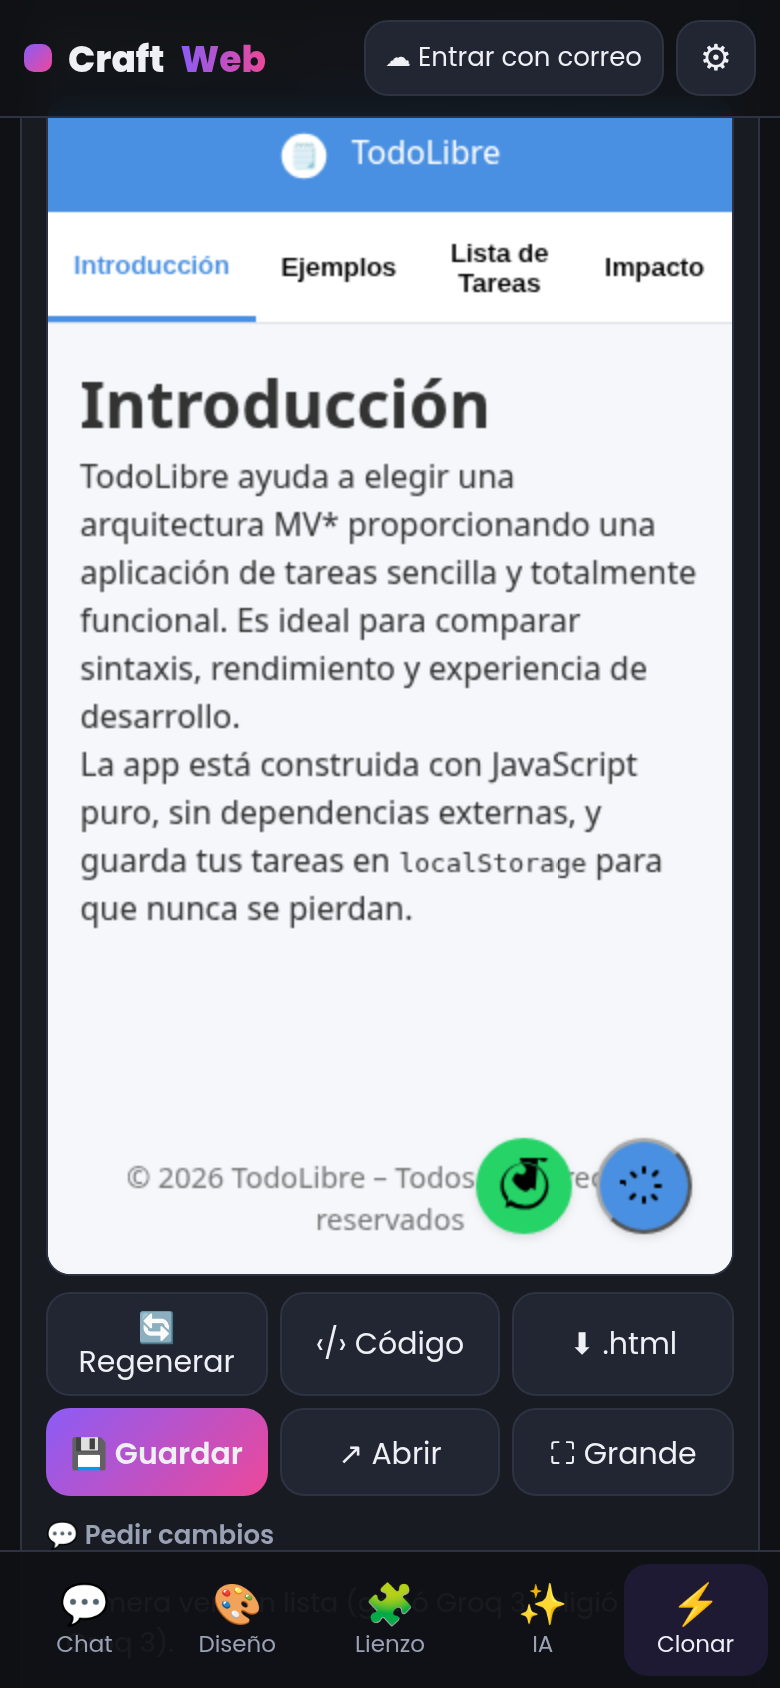 Craft Web
☁ Entrar con correo
TodoLibre
Introducción
Ejemplos
Lista de
Tareas
Impacto
Introducción
TodoLibre ayuda a elegir una
arquitectura MV* proporcionando una
aplicación de tareas sencilla y totalmente
funcional. Es ideal para comparar
sintaxis, rendimiento y experiencia de
desarrollo.
La app está construida con JavaScript
puro, sin dependencias externas, y
guarda tus tareas en localStorage para
que nunca se pierdan.
© 2026 TodoLibre – Todos
reservados
🔄
Regenerar
‹/› Código
⬇ .html
💾 Guardar
↗ Abrir
⛶ Grande
💬 Pedir cambios
lista
Groq
Chat
Diseño
Lienzo
IA
Clonar